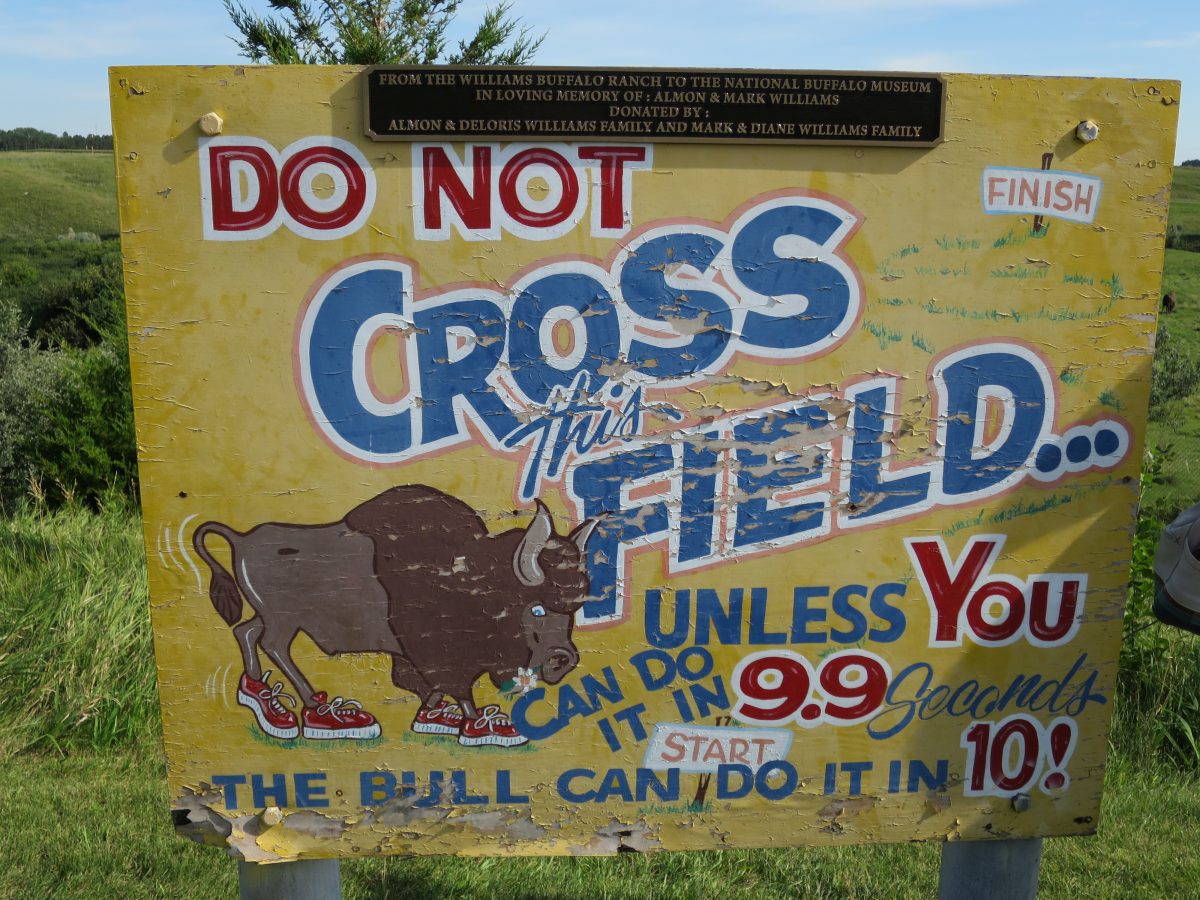 FROM THE WILLIAMS BUFFALO RANCH TO THE NATIONAL BUFFALO MUSEUM
IN LOVING MEMORY OF : ALMON & MARK WILLIAMS
DONATED BY :
ALMON & DELORIS WILLIAMS FAMILY AND MARK & DIANE WILLIAMS FAMILY
DO NOT
FINISH
CROSS
this
FIELD...
UNLESS YOU
CAN DO
IT IN 9.9 Seconds
START
THE BULL CAN DO IT IN 10!